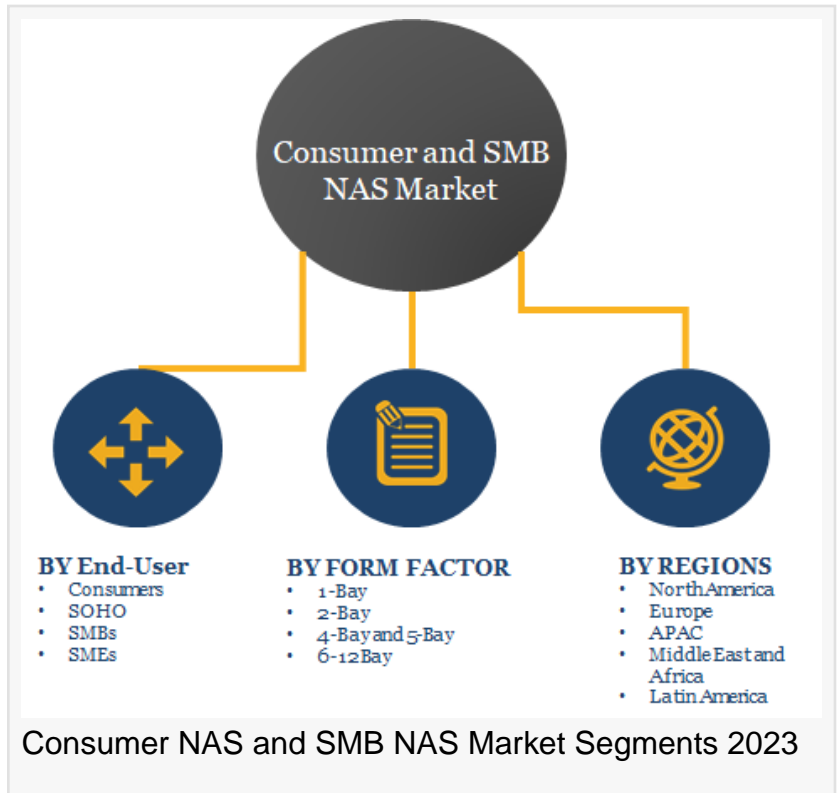 Consumer and SMB
NAS Market
BY End-User
• Consumers
• SOHO
• SMBs
• SMEs
BY FORM FACTOR
• 1-Bay
• 2-Bay
• 4-Bay and 5-Bay
• 6-12Bay
BY REGIONS
• North America
• Europe
• APAC
• Middle East and
Africa
• Latin America
Consumer NAS and SMB NAS Market Segments 2023